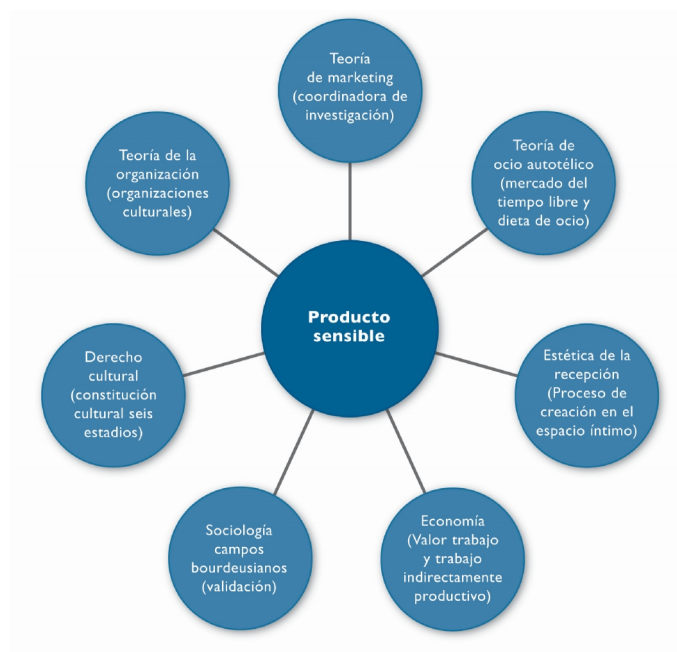 Teoría
de marketing
(coordinadora de
investigación)
Teoría de
ocio autotélico
(mercado del
tiempo libre y
dieta de ocio)
Estética de la
recepción
(Proceso de
creación en el
espacio íntimo)
Economía
(Valor trabajo
y trabajo
indirectamente
productivo)
Sociología
campos
bourdeusianos
(validación)
Derecho
cultural
(constitución
cultural seis
estadios)
Teoría de la
organización
(organizaciones
culturales)
Producto
sensible